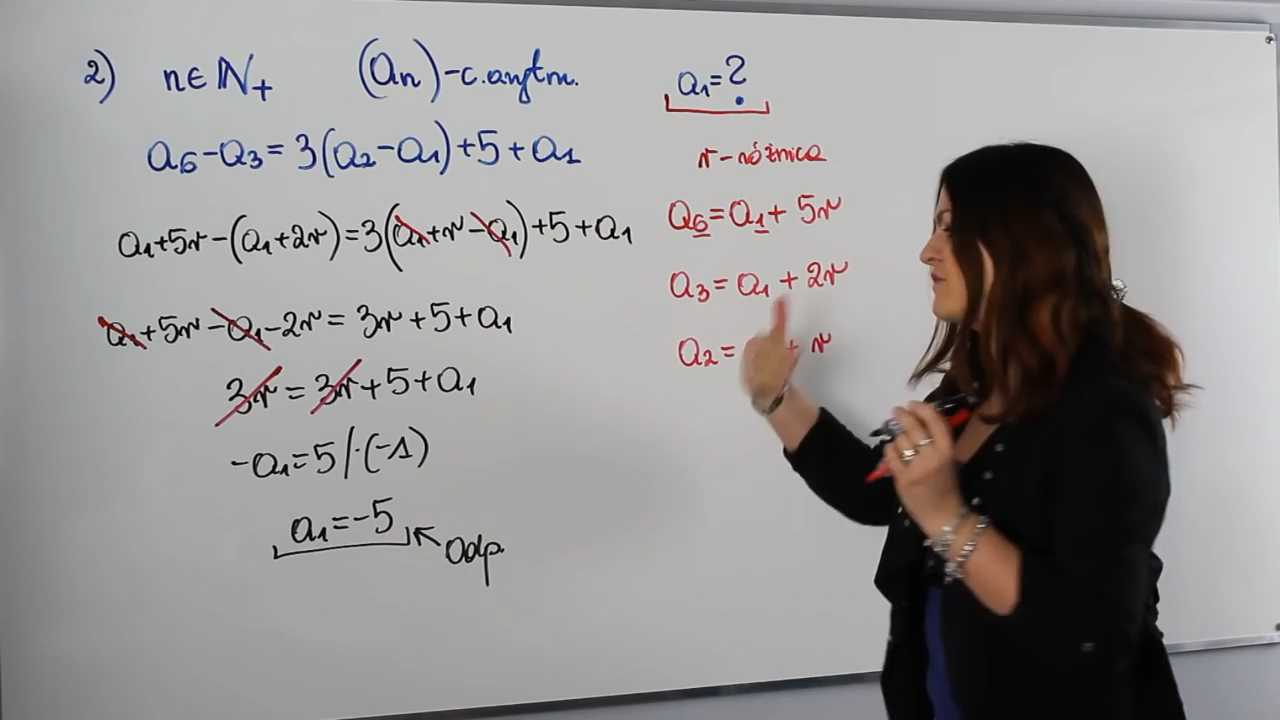 2) n∈ℕ₊ (aₙ) - c. arytm.
a₆-a₃=3(a₂-a₁)+5+a₁
a₁+5r-(a₁+2r)=3(a₁+r-a₁)+5+a₁
a₁+5r-a₁-2r=3r+5+a₁
3r=3r+5+a₁
-a₁=5/·(-1)
a₁=-5
Odp.
a₁=?
r-różnica
a₆=a₁+5r
a₃=a₁+2r
a₂= + r